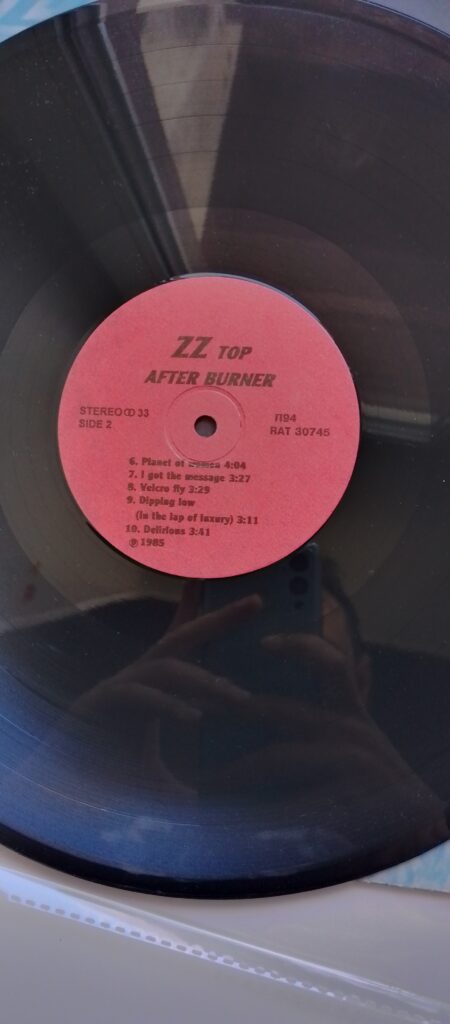 ZZ TOP
AFTER BURNER
STEREO 33
SIDE 2
П94
RAT 30745
6. Planet of women 4:04
7. I got the message 3:27
8. Velcro fly 3:29
9. Dipping low
(in the lap of luxury) 3:11
10. Delirious 3:41
℗ 1985